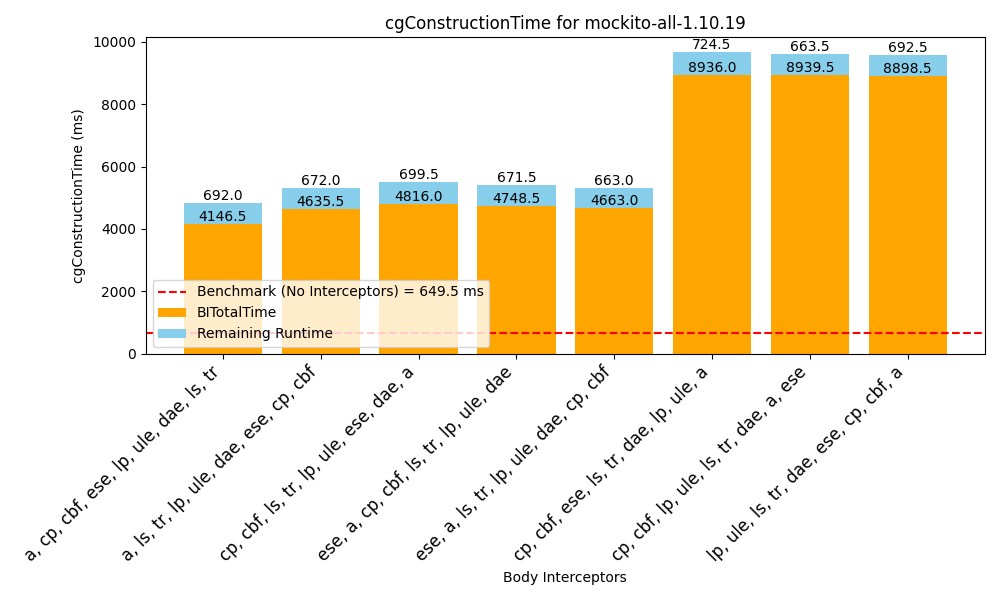 cgConstructionTime for mockito-all-1.10.19
cgConstructionTime (ms)
10000
8000
6000
4000
2000
0
692.0
4146.5
672.0
4635.5
699.5
4816.0
671.5
4748.5
663.0
4663.0
724.5
8936.0
663.5
8939.5
692.5
8898.5
Benchmark (No Interceptors) = 649.5 ms
BITotalTime
Remaining Runtime
a, cp, cbf, ese, lp, ule, dae, ls, tr
a, ls, tr, lp, ule, dae, ese, cp, cbf
cp, cbf, ls, tr, lp, ule, ese, dae, a
ese, a, cp, cbf, ls, tr, lp, ule, dae
ese, a, ls, tr, lp, ule, dae, cp, cbf
cp, cbf, ese, ls, tr, dae, lp, ule, a
cp, cbf, lp, ule, ls, tr, dae, a, ese
lp, ule, ls, tr, dae, ese, cp, cbf, a
Body Interceptors